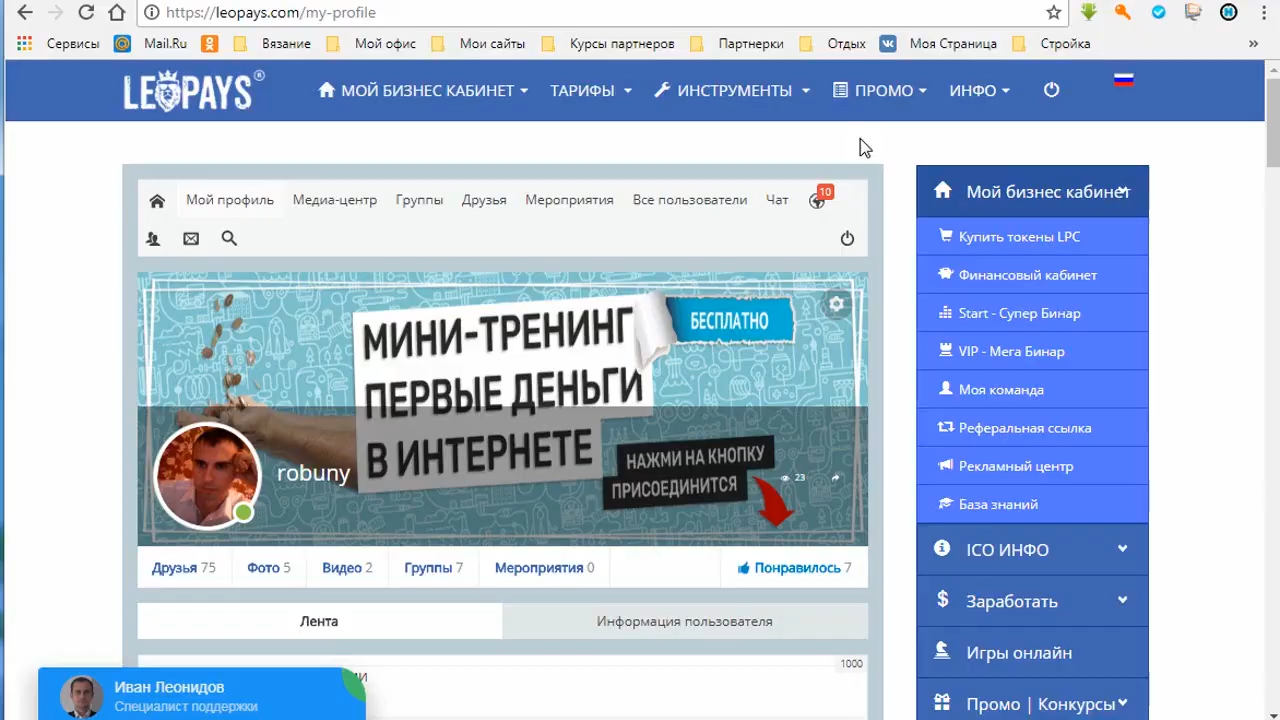 https://leopays.com/my-profile
Сервисы Mail.Ru Вязание Мой офис Мои сайты Курсы партнеров Партнерки Отдых Моя Страница Стройка »
LEOPAYS® МОЙ БИЗНЕС КАБИНЕТ ТАРИФЫ ИНСТРУМЕНТЫ ПРОМО ИНФО
Мой профиль Медиа-центр Группы Друзья Мероприятия Все пользователи Чат 10
МИНИ-ТРЕНИНГ
БЕСПЛАТНО
ПЕРВЫЕ ДЕНЬГИ
В ИНТЕРНЕТЕ
НАЖМИ НА КНОПКУ
ПРИСОЕДИНИТСЯ
robuny
23
Друзья 75 Фото 5 Видео 2 Группы 7 Мероприятия 0 Понравилось 7
Лента Информация пользователя
1000
Иван Леонидов
Специалист поддержки
Мой бизнес кабинет
Купить токены LPC
Финансовый кабинет
Start - Супер Бинар
VIP - Мега Бинар
Моя команда
Реферальная ссылка
Рекламный центр
База знаний
ICO ИНФО
Заработать
Игры онлайн
Промо | Конкурсы